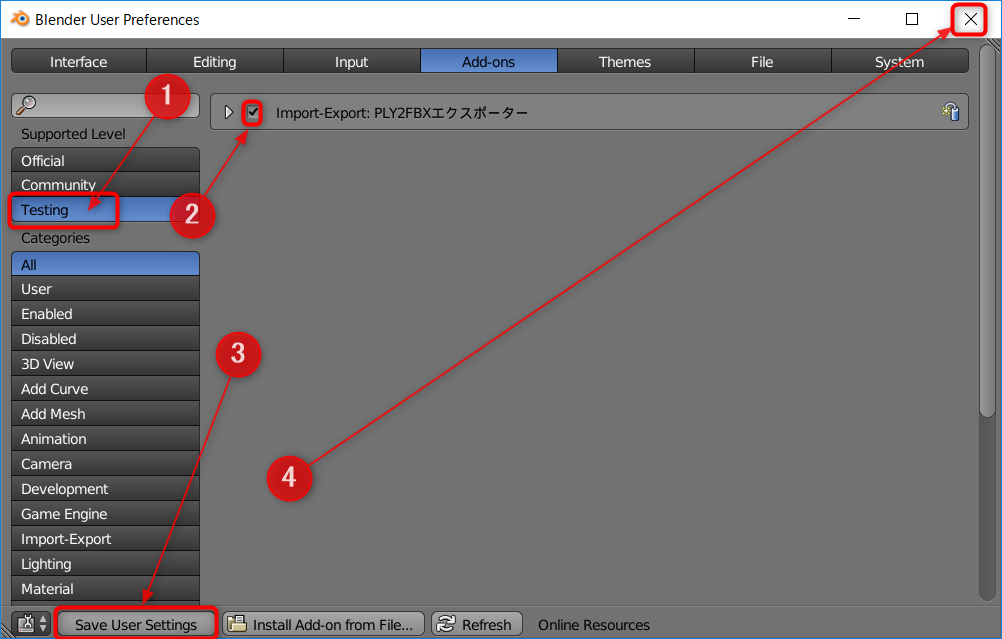 Blender User Preferences
Interface Editing Input Add-ons Themes File System
1
Import-Export: PLY2FBXエクスポーター
Supported Level
Official
Community
Testing
2
Categories
All
User
Enabled
Disabled
3
3D View
Add Curve
Add Mesh
Animation
Camera
4
Development
Game Engine
Import-Export
Lighting
Material
Save User Settings Install Add-on from File... Refresh Online Resources